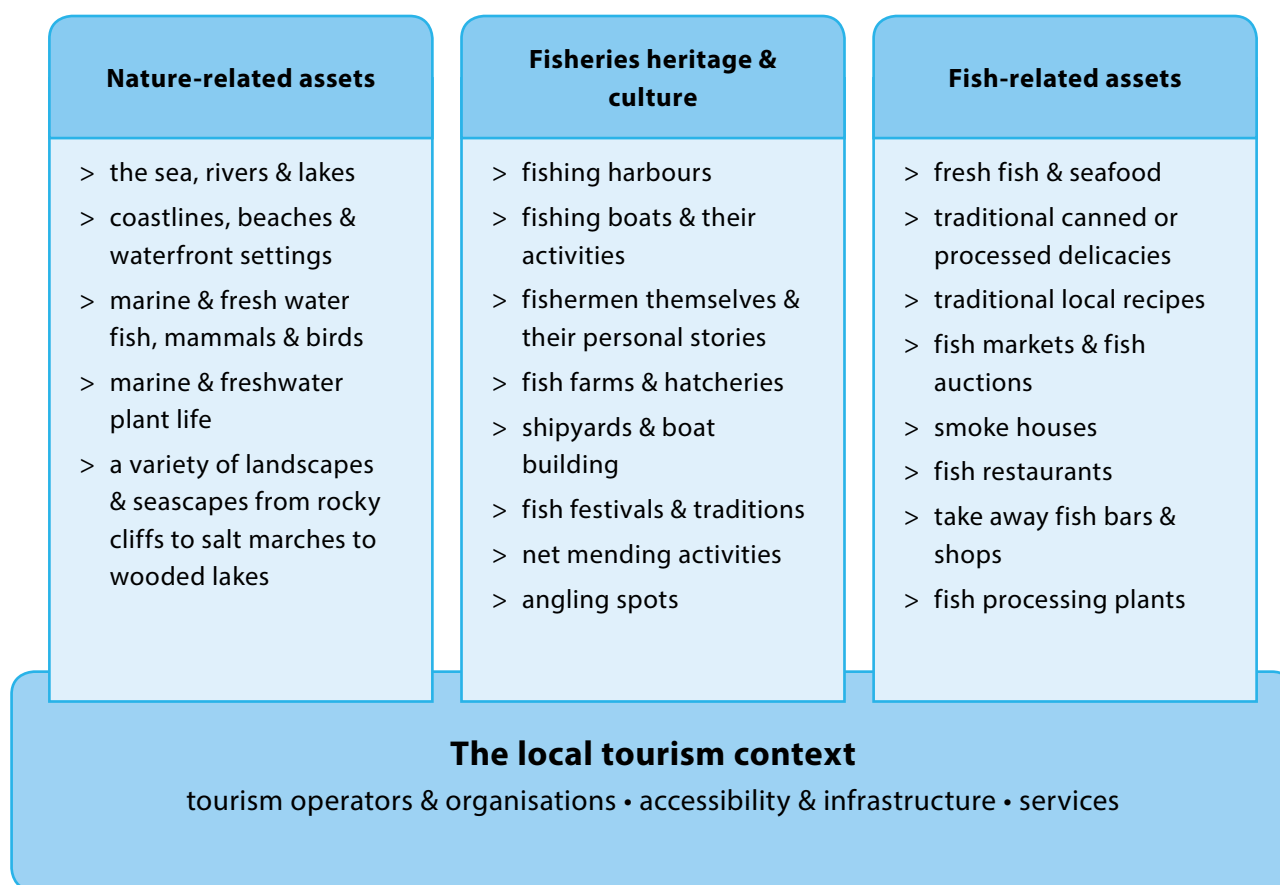 Nature-related assets
> the sea, rivers & lakes
> coastlines, beaches &
waterfront settings
> marine & fresh water
fish, mammals & birds
> marine & freshwater
plant life
> a variety of landscapes
& seascapes from rocky
cliffs to salt marches to
wooded lakes
Fisheries heritage &
culture
> fishing harbours
> fishing boats & their
activities
> fishermen themselves &
their personal stories
> fish farms & hatcheries
> shipyards & boat
building
> fish festivals & traditions
> net mending activities
> angling spots
Fish-related assets
> fresh fish & seafood
> traditional canned or
processed delicacies
> traditional local recipes
> fish markets & fish
auctions
> smoke houses
> fish restaurants
> take away fish bars &
shops
> fish processing plants
The local tourism context
tourism operators & organisations • accessibility & infrastructure • services